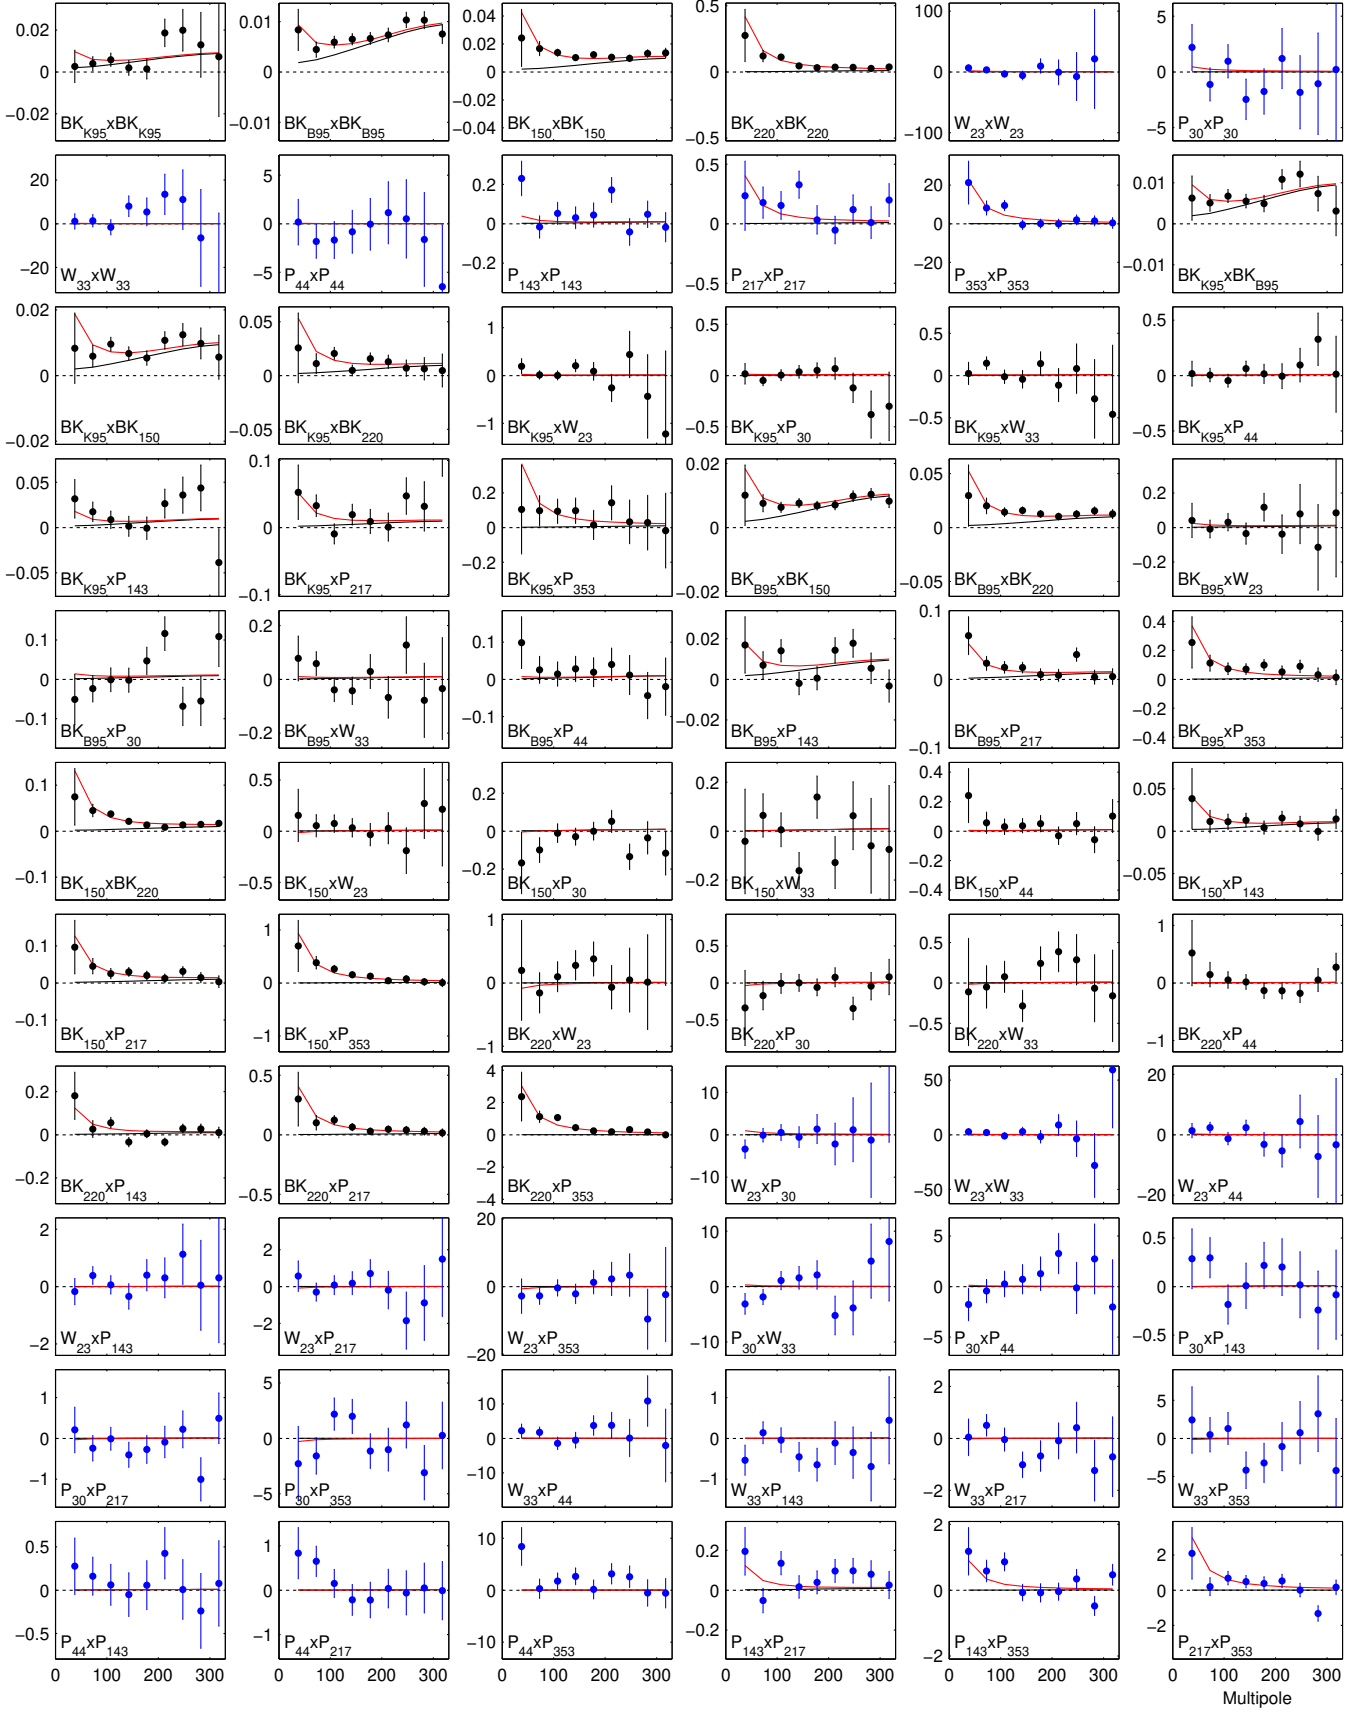 0.02
0
−0.02
BKK95xBKK95
0.01
0
−0.01
BKB95xBKB95
0.04
0.02
0
−0.02
−0.04
BK150xBK150
0.5
0
−0.5
BK220xBK220
100
0
−100
W23xW23
5
0
−5
P30xP30
20
0
−20
W33xW33
5
0
−5
P44xP44
0.2
0
−0.2
P143xP143
0.5
0
−0.5
P217xP217
20
0
−20
P353xP353
0.01
0
−0.01
BKK95xBKB95
0.02
0
−0.02
BKK95xBK150
0.05
0
−0.05
BKK95xBK220
1
0
−1
BKK95xW23
0.5
0
−0.5
BKK95xP30
0.5
0
−0.5
BKK95xW33
0.5
0
−0.5
BKK95xP44
0.05
0
−0.05
BKK95xP143
0.1
0
−0.1
BKK95xP217
0.2
0
−0.2
BKK95xP353
0.02
0
−0.02
BKB95xBK150
0.05
0
−0.05
BKB95xBK220
0.2
0
−0.2
BKB95xW23
0.1
0
−0.1
BKB95xP30
0.2
0
−0.2
BKB95xW33
0.1
0
−0.1
BKB95xP44
0.02
0
−0.02
BKB95xP143
0.1
0
−0.1
BKB95xP217
0.4
0.2
0
−0.2
−0.4
BKB95xP353
0.1
0
−0.1
BK150xBK220
0.5
0
−0.5
BK150xW23
0.2
0
−0.2
BK150xP30
0.2
0
−0.2
BK150xW33
0.4
0.2
0
−0.2
−0.4
BK150xP44
0.05
0
−0.05
BK150xP143
0.1
0
−0.1
BK150xP217
1
0
−1
BK150xP353
1
0
−1
BK220xW23
0.5
0
−0.5
BK220xP30
0.5
0
−0.5
BK220xW33
1
0
−1
BK220xP44
0.2
0
−0.2
BK220xP143
0.5
0
−0.5
BK220xP217
4
2
0
−2
−4
BK220xP353
10
0
−10
W23xP30
50
0
−50
W23xW33
20
0
−20
W23xP44
2
0
−2
W23xP143
2
0
−2
W23xP217
20
0
−20
W23xP353
10
0
−10
P30xW33
5
0
−5
P30xP44
0.5
0
−0.5
P30xP143
1
0
−1
P30xP217
5
0
−5
P30xP353
10
0
−10
W33xP44
1
0
−1
W33xP143
2
0
−2
W33xP217
5
0
−5
W33xP353
0.5
0
−0.5
P44xP143
1
0
−1
P44xP217
10
0
−10
P44xP353
0.2
0
−0.2
P143xP217
2
0
−2
P143xP353
2
0
−2
P217xP353
0 100 200 300
0 100 200 300
0 100 200 300
0 100 200 300
0 100 200 300
0 100 200 300
Multipole